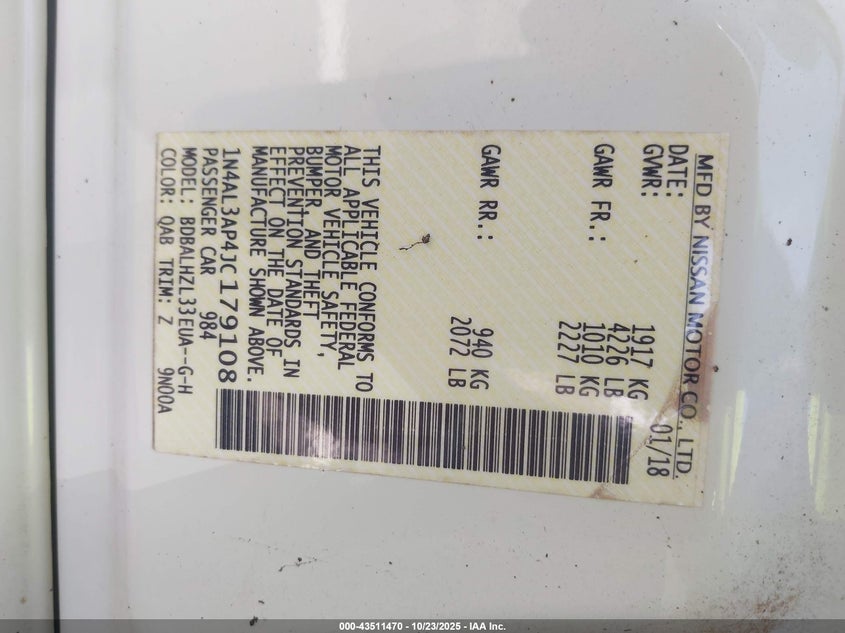 MFD BY NISSAN MOTOR CO., LTD.
DATE: 01/18
GVWR: 1917 KG
4226 LB
GAWR FR.: 1010 KG
2227 LB
GAWR RR.: 940 KG
2072 LB
THIS VEHICLE CONFORMS TO
ALL APPLICABLE FEDERAL
MOTOR VEHICLE SAFETY,
BUMPER, AND THEFT
PREVENTION STANDARDS IN
EFFECT ON THE DATE OF
MANUFACTURE SHOWN ABOVE.
1N4AL3AP4JC179108
PASSENGER CAR 984
MODEL: BDBALHZL33EUA--G-H
COLOR: QAB TRIM: Z 9N00A
000-43511470 - 10/23/2025 - IAA Inc.